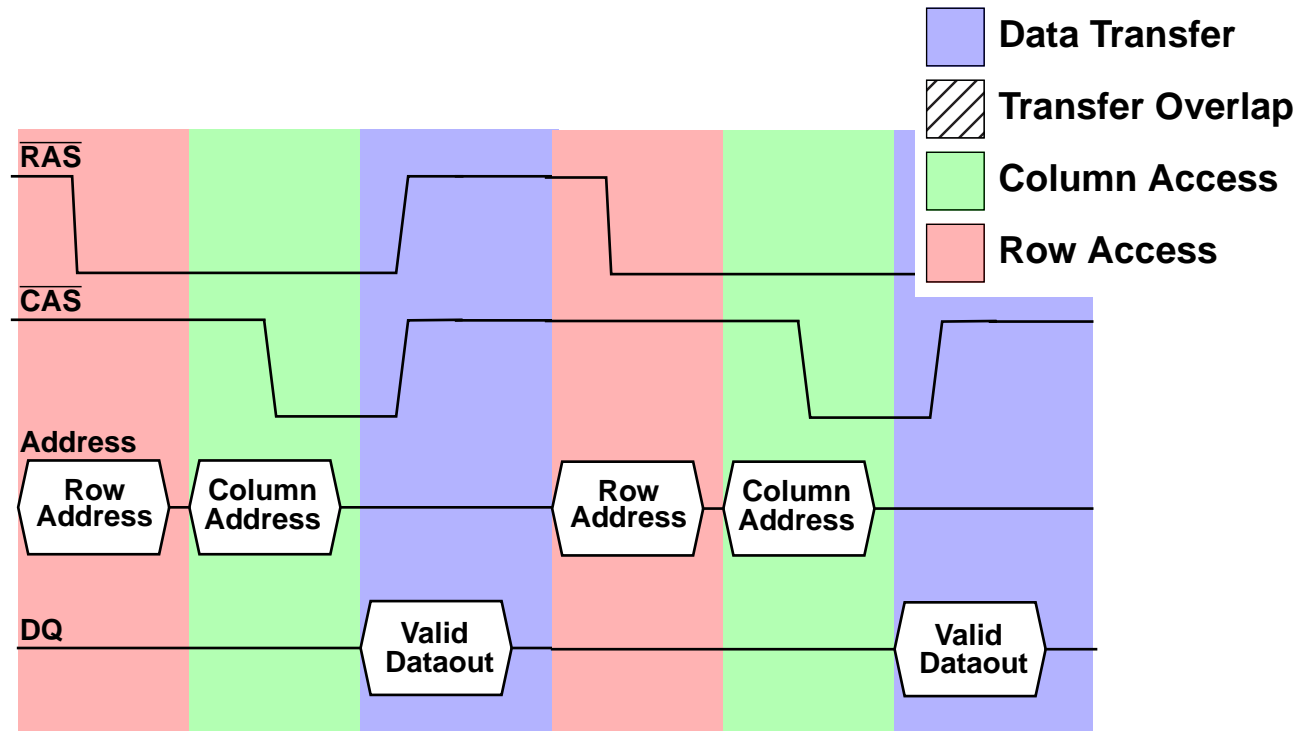 Data Transfer
Transfer Overlap
Column Access
Row Access
RAS
CAS
Address
Row
Address
Column
Address
Row
Address
Column
Address
DQ
Valid
Dataout
Valid
Dataout